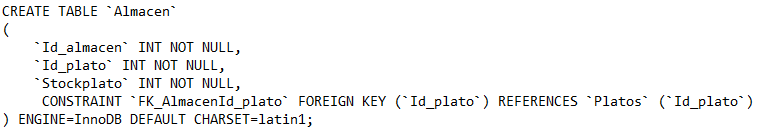 CREATE TABLE `Almacen`
(
    `Id_almacen` INT NOT NULL,
    `Id_plato` INT NOT NULL,
    `Stockplato` INT NOT NULL,
     CONSTRAINT `FK_AlmacenId_plato` FOREIGN KEY (`Id_plato`) REFERENCES `Platos` (`Id_plato`)
) ENGINE=InnoDB DEFAULT CHARSET=latin1;